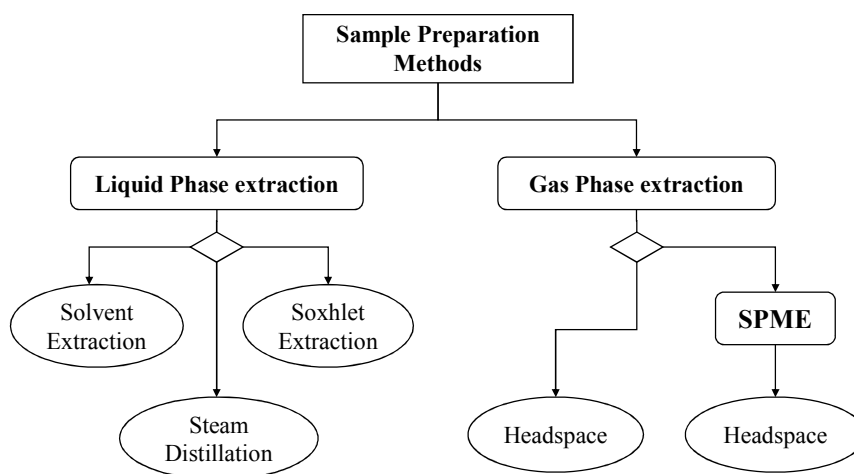 Sample Preparation
Methods
Liquid Phase extraction
Gas Phase extraction
Solvent
Extraction
Soxhlet
Extraction
SPME
Steam
Distillation
Headspace
Headspace